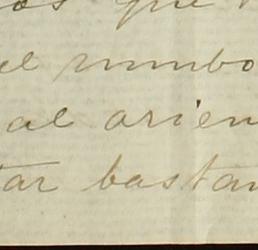 os que
el rumbo
al orien
tar bastan